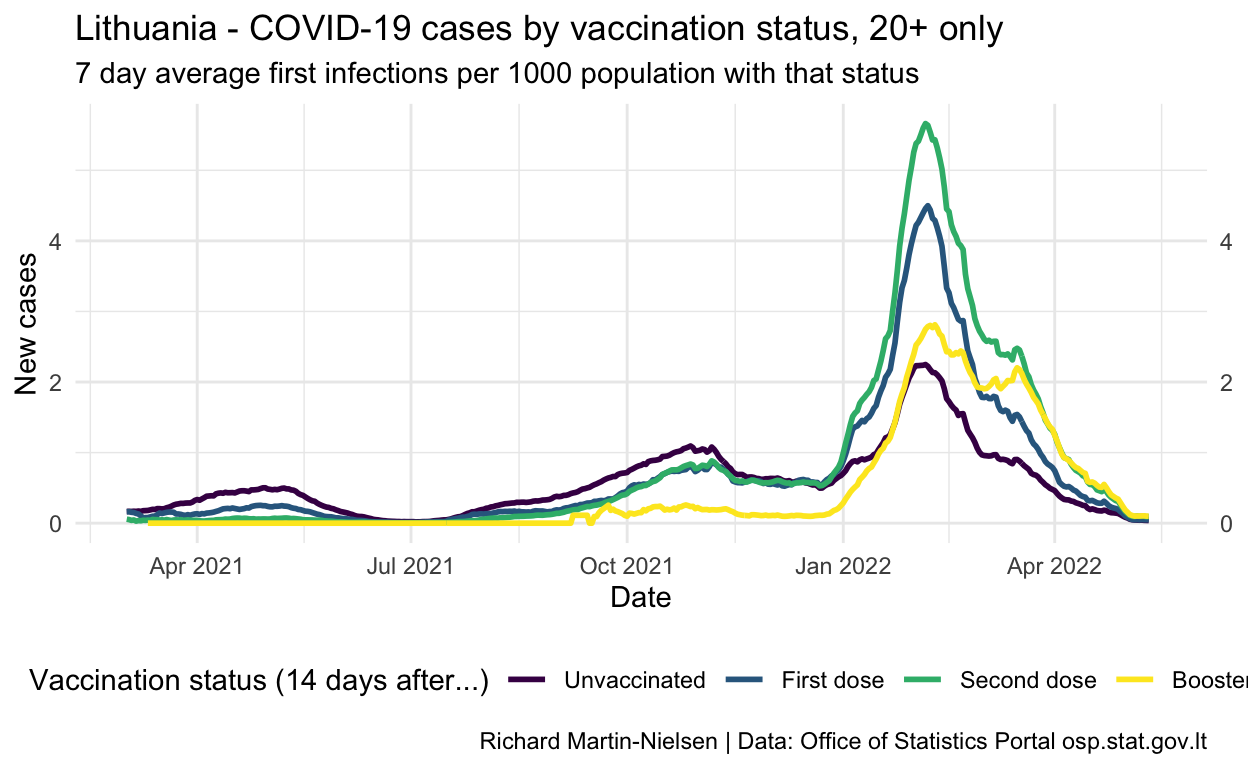 Lithuania - COVID-19 cases by vaccination status, 20+ only
7 day average first infections per 1000 population with that status
New cases
4
2
0
4
2
0
Apr 2021 Jul 2021 Oct 2021 Jan 2022 Apr 2022
Date
Vaccination status (14 days after...) Unvaccinated First dose Second dose Booster
Richard Martin-Nielsen | Data: Office of Statistics Portal osp.stat.gov.lt